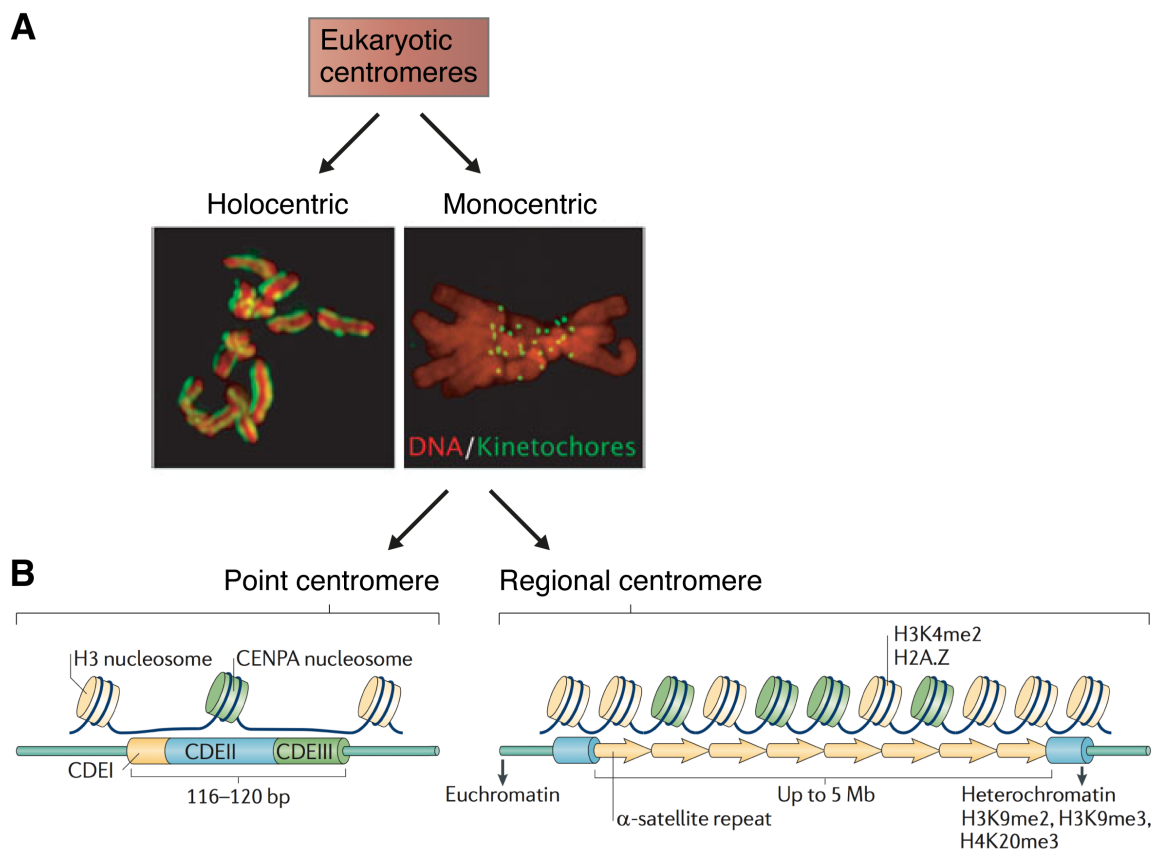 A
Eukaryotic
centromeres
Holocentric
Monocentric
DNA/Kinetochores
B
Point centromere
Regional centromere
H3 nucleosome
CENPA nucleosome
H3K4me2
H2A.Z
CDEI
CDEII
CDEIII
116–120 bp
Euchromatin
α-satellite repeat
Up to 5 Mb
Heterochromatin
H3K9me2, H3K9me3,
H4K20me3